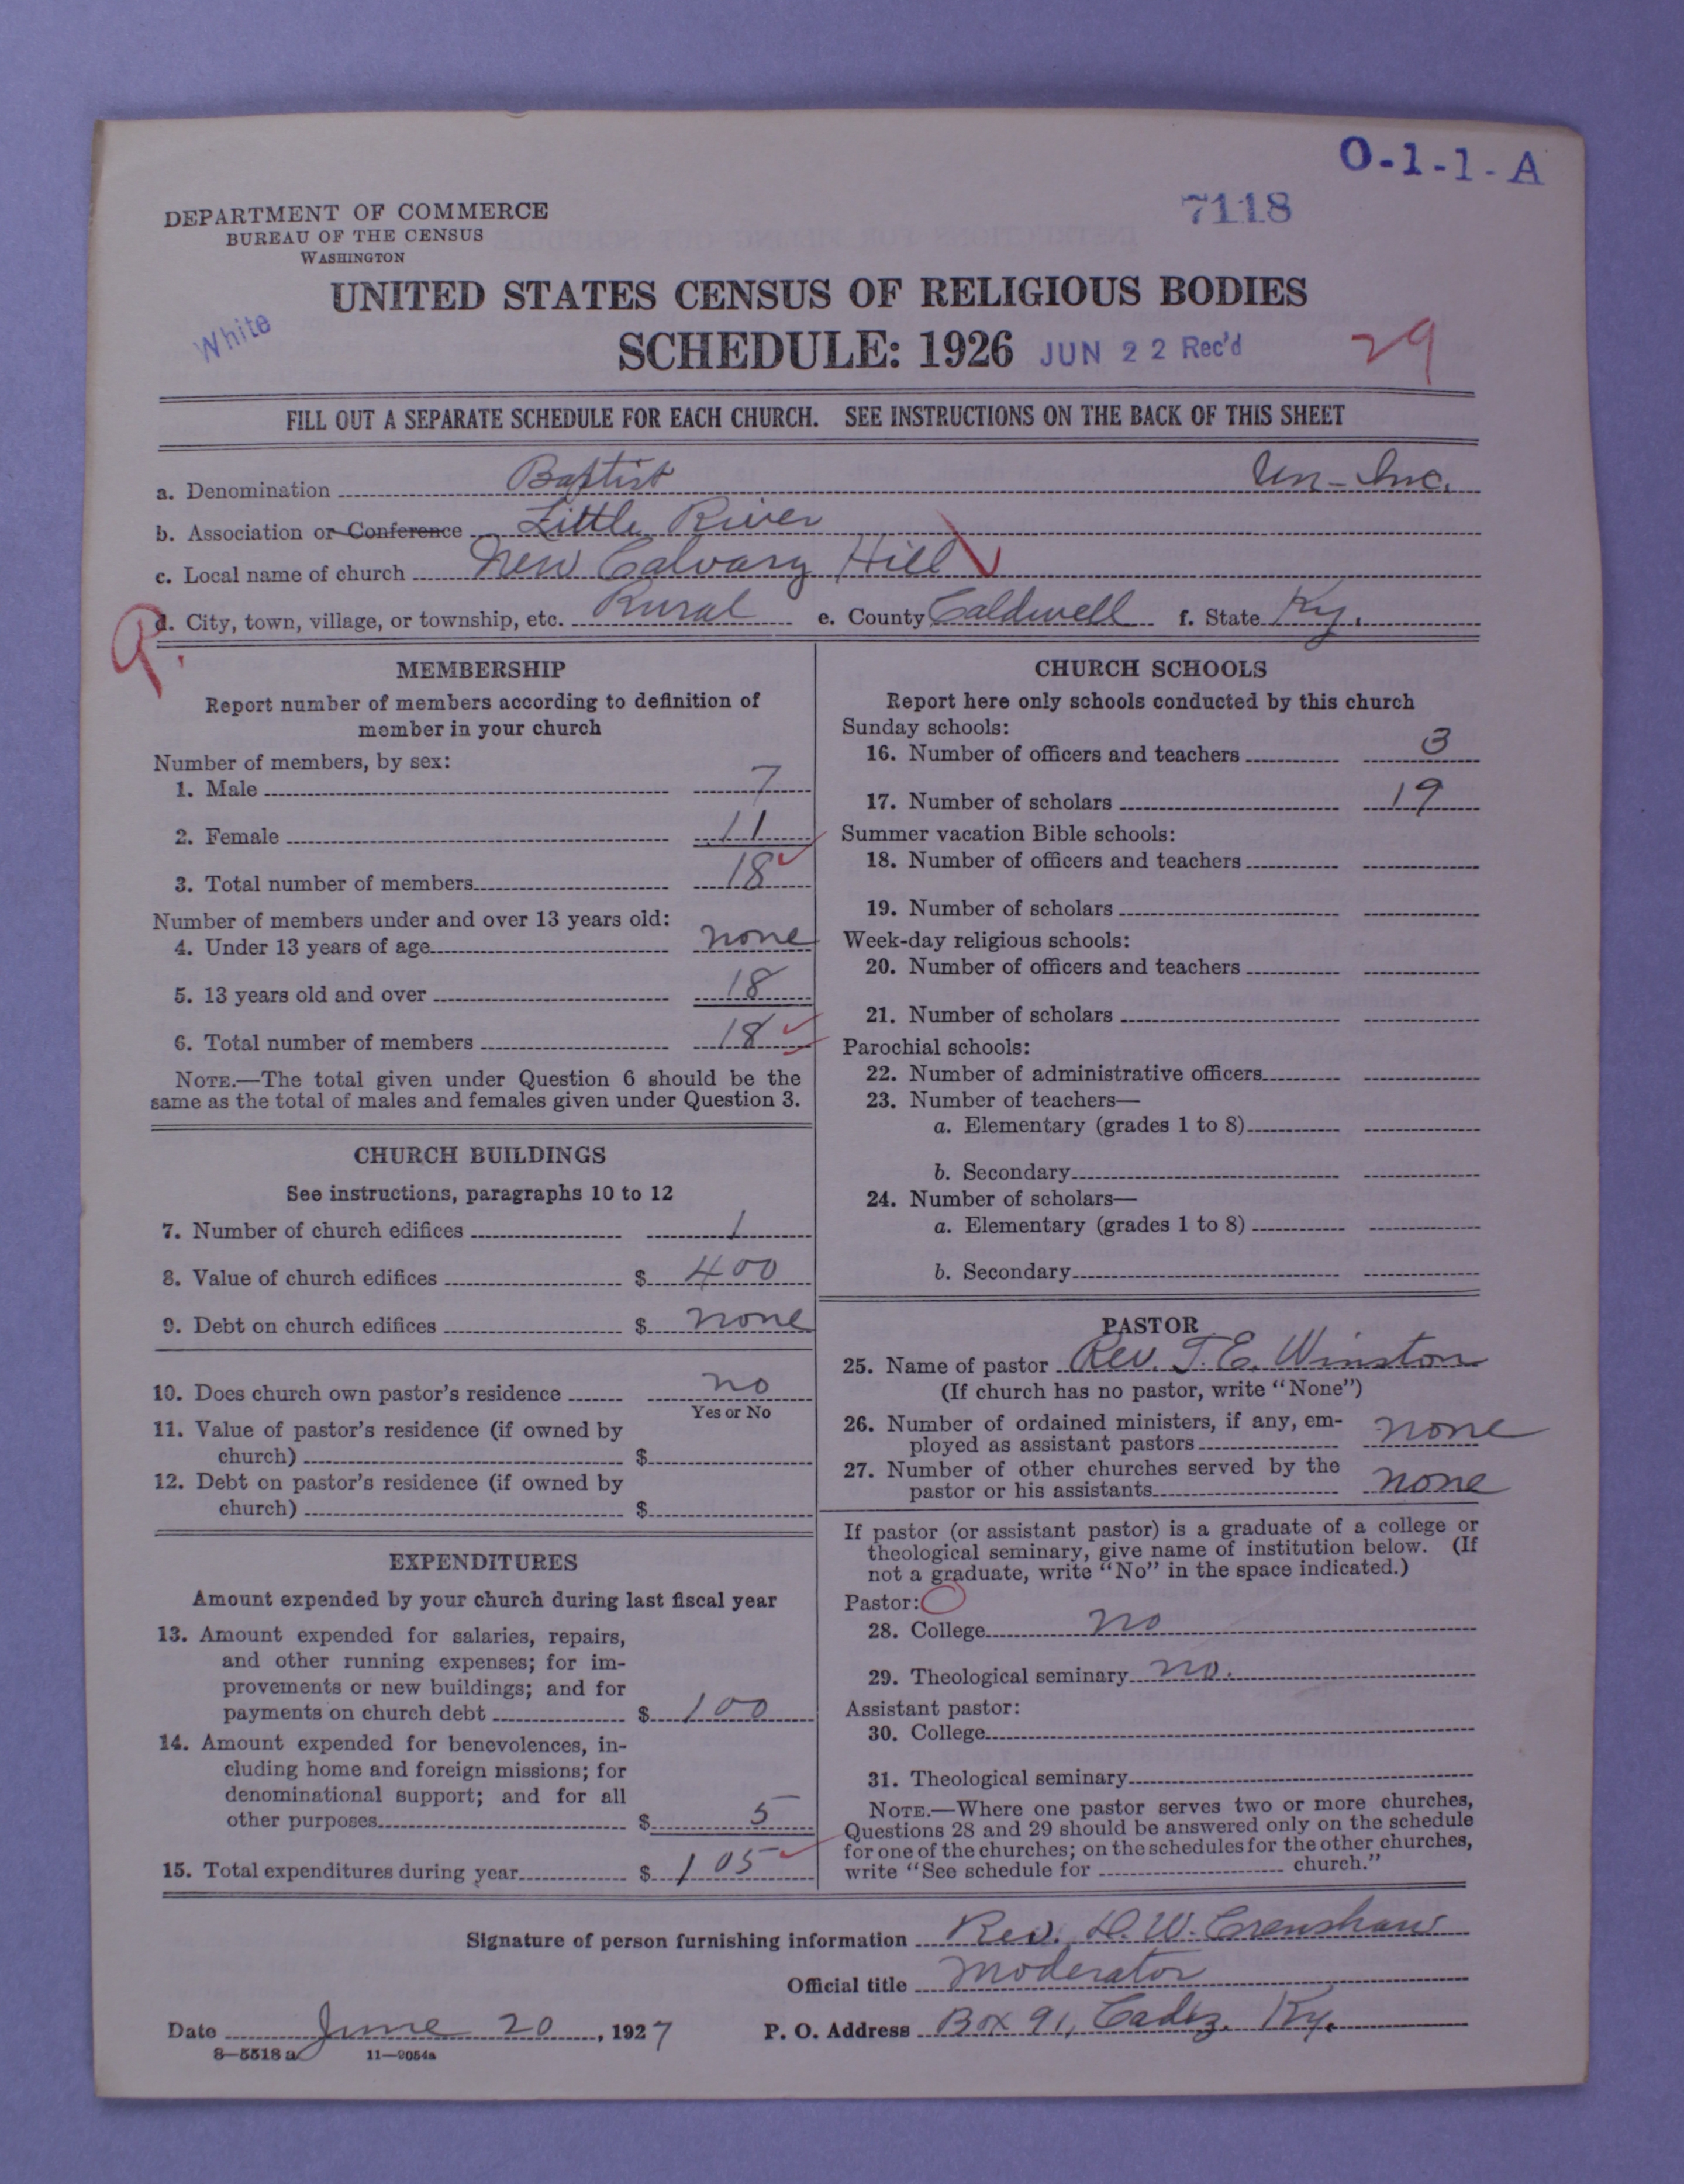 O-1-1-A
7118
DEPARTMENT OF COMMERCE
BUREAU OF THE CENSUS
WASHINGTON
UNITED STATES CENSUS OF RELIGIOUS BODIES
White
SCHEDULE: 1926 JUN 22 Rec'd 29
FILL OUT A SEPARATE SCHEDULE FOR EACH CHURCH. SEE INSTRUCTIONS ON THE BACK OF THIS SHEET
a. Denomination Baptist Un-Inc.
b. Association or Conference Little River
c. Local name of church New Calvary Hill
d. City, town, village, or township, etc. Rural e. County Caldwell f. State Ky.
MEMBERSHIP
Report number of members according to definition of
member in your church
Number of members, by sex:
1. Male 7
2. Female 11
3. Total number of members 18
Number of members under and over 13 years old:
4. Under 13 years of age none
5. 13 years old and over 18
6. Total number of members 18
NOTE.—The total given under Question 6 should be the
same as the total of males and females given under Question 3.
CHURCH BUILDINGS
See instructions, paragraphs 10 to 12
7. Number of church edifices 1
8. Value of church edifices $ 400
9. Debt on church edifices $ none
10. Does church own pastor's residence no
Yes or No
11. Value of pastor's residence (if owned by
church) $
12. Debt on pastor's residence (if owned by
church) $
EXPENDITURES
Amount expended by your church during last fiscal year
13. Amount expended for salaries, repairs,
and other running expenses; for im-
provements or new buildings; and for
payments on church debt $ 100
14. Amount expended for benevolences, in-
cluding home and foreign missions; for
denominational support; and for all
other purposes $ 5
15. Total expenditures during year $ 105
CHURCH SCHOOLS
Report here only schools conducted by this church
Sunday schools:
16. Number of officers and teachers 3
17. Number of scholars 19
Summer vacation Bible schools:
18. Number of officers and teachers
19. Number of scholars
Week-day religious schools:
20. Number of officers and teachers
21. Number of scholars
Parochial schools:
22. Number of administrative officers
23. Number of teachers—
a. Elementary (grades 1 to 8)
b. Secondary
24. Number of scholars—
a. Elementary (grades 1 to 8)
b. Secondary
PASTOR
25. Name of pastor Rev. T. E. Winston
(If church has no pastor, write "None")
26. Number of ordained ministers, if any, em-
ployed as assistant pastors none
27. Number of other churches served by the
pastor or his assistants none
If pastor (or assistant pastor) is a graduate of a college or
theological seminary, give name of institution below. (If
not a graduate, write "No" in the space indicated.)
Pastor:
28. College no
29. Theological seminary no.
Assistant pastor:
30. College
31. Theological seminary
NOTE.—Where one pastor serves two or more churches,
Questions 28 and 29 should be answered only on the schedule
for one of the churches; on the schedules for the other churches,
write "See schedule for church."
Signature of person furnishing information Rev. D. W. Crenshaw
Official title Moderator
Date June 20, 1927 P. O. Address Box 91, Cadiz. Ky.
8—5518 a 11—9054a